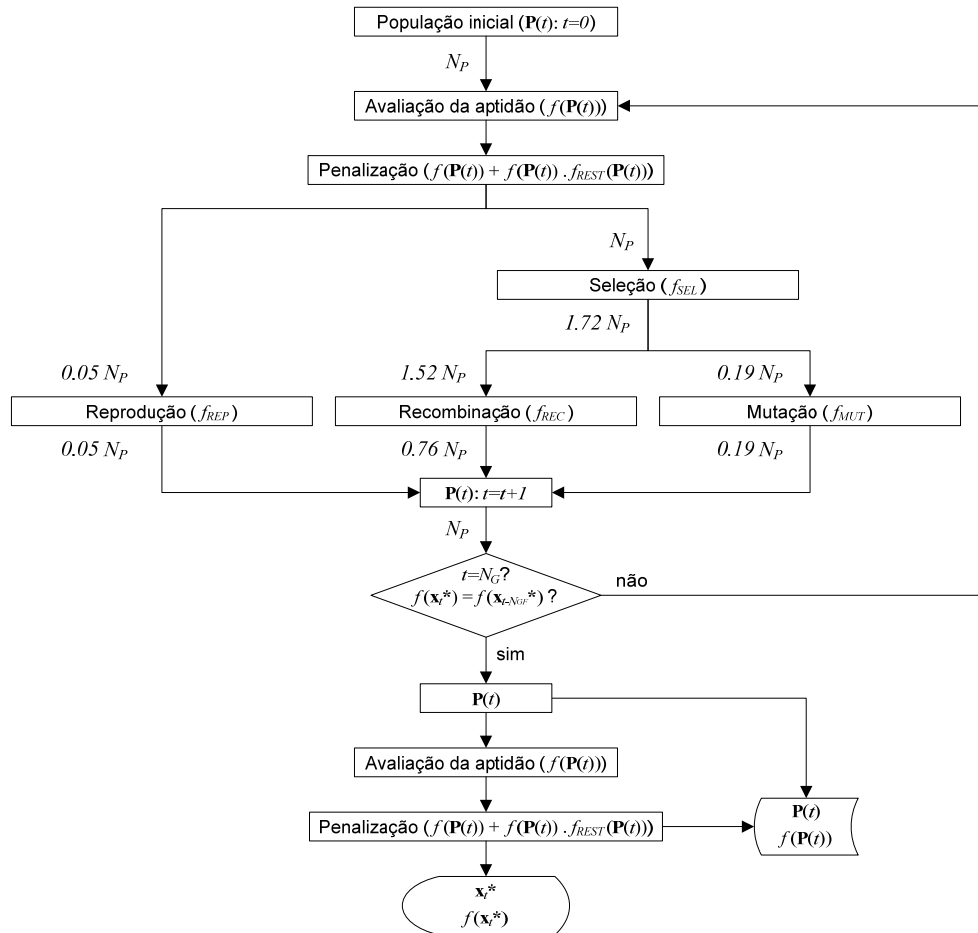 População inicial (P(t): t=0)
N_P
Avaliação da aptidão ( f(P(t)))
Penalização ( f(P(t)) + f(P(t)) . f_REST(P(t)))
N_P
Seleção ( f_SEL)
1.72 N_P
0.05 N_P 1.52 N_P 0.19 N_P
Reprodução ( f_REP) Recombinação ( f_REC) Mutação ( f_MUT)
0.05 N_P 0.76 N_P 0.19 N_P
P(t): t=t+1
N_P
t=N_G?
f(x_t*) = f(x_t-NGF*) ?
não
sim
P(t)
Avaliação da aptidão ( f(P(t)))
Penalização ( f(P(t)) + f(P(t)) . f_REST(P(t)))
P(t)
f(P(t))
x_t*
f(x_t*)